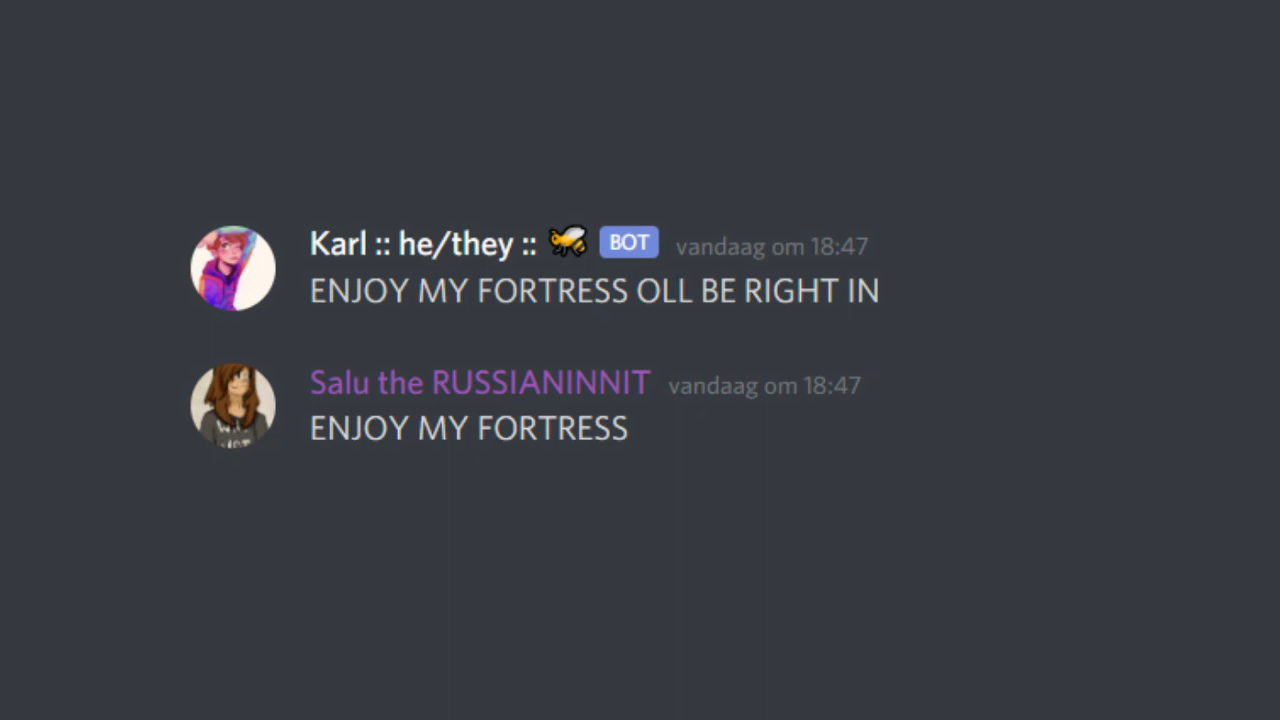 Karl :: he/they :: 🐝 BOT vandaag om 18:47
ENJOY MY FORTRESS OLL BE RIGHT IN
Salu the RUSSIANINNIT vandaag om 18:47
ENJOY MY FORTRESS